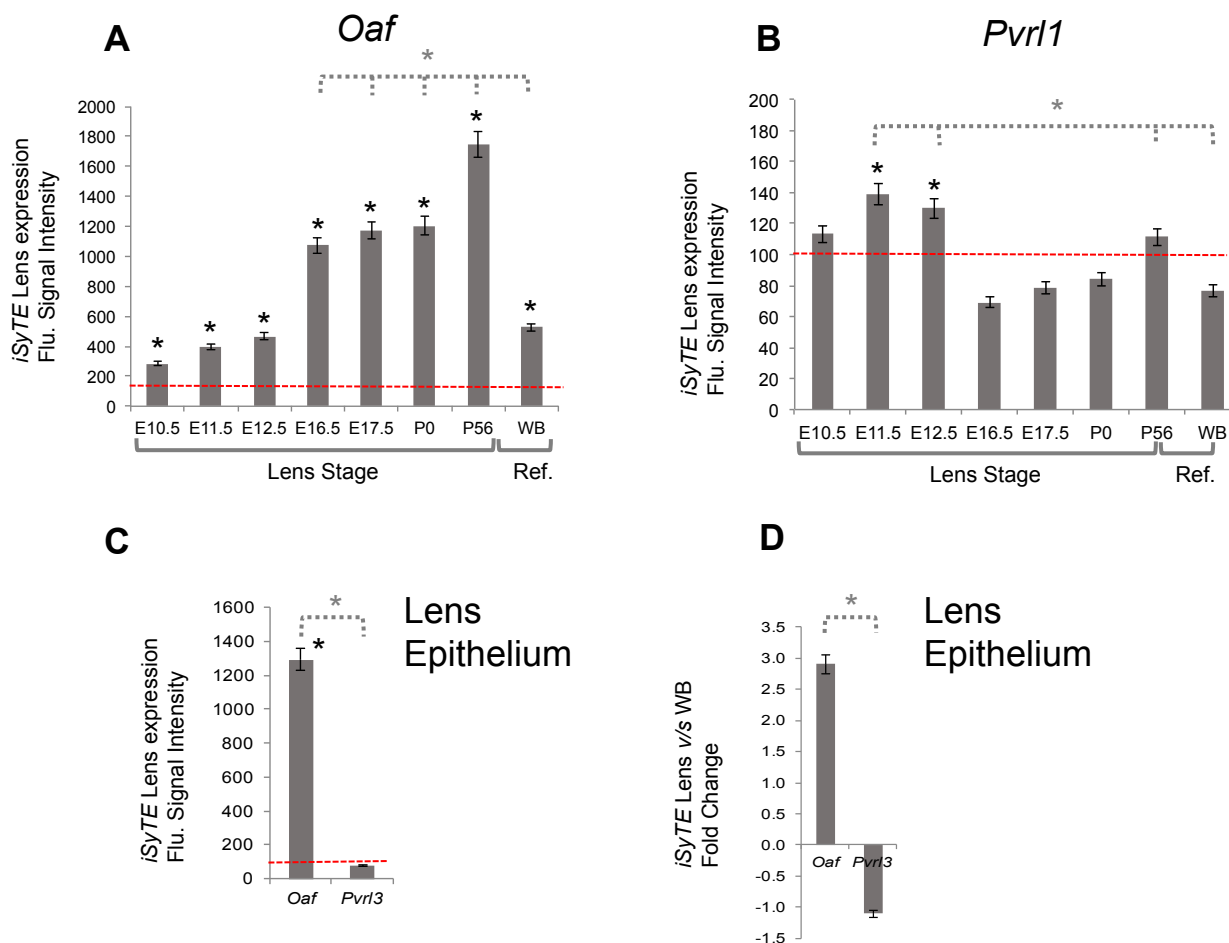 A
Oaf
*
iSyTE Lens expression
Flu. Signal Intensity
2000
1800
1600
1400
1200
1000
800
600
400
200
0
* * * * * * * *
E10.5 E11.5 E12.5 E16.5 E17.5 P0 P56 WB
Lens Stage Ref.
B
Pvrl1
*
iSyTE Lens expression
Flu. Signal Intensity
200
180
160
140
120
100
80
60
40
20
0
* *
E10.5 E11.5 E12.5 E16.5 E17.5 P0 P56 WB
Lens Stage Ref.
C
Lens
Epithelium
*
*
iSyTE Lens expression
Flu. Signal Intensity
1600
1400
1200
1000
800
600
400
200
0
Oaf Pvrl3
D
Lens
Epithelium
*
iSyTE Lens v/s WB
Fold Change
3.5
3.0
2.5
2.0
1.5
1.0
0.5
0.0
-0.5
-1.0
-1.5
Oaf Pvrl3